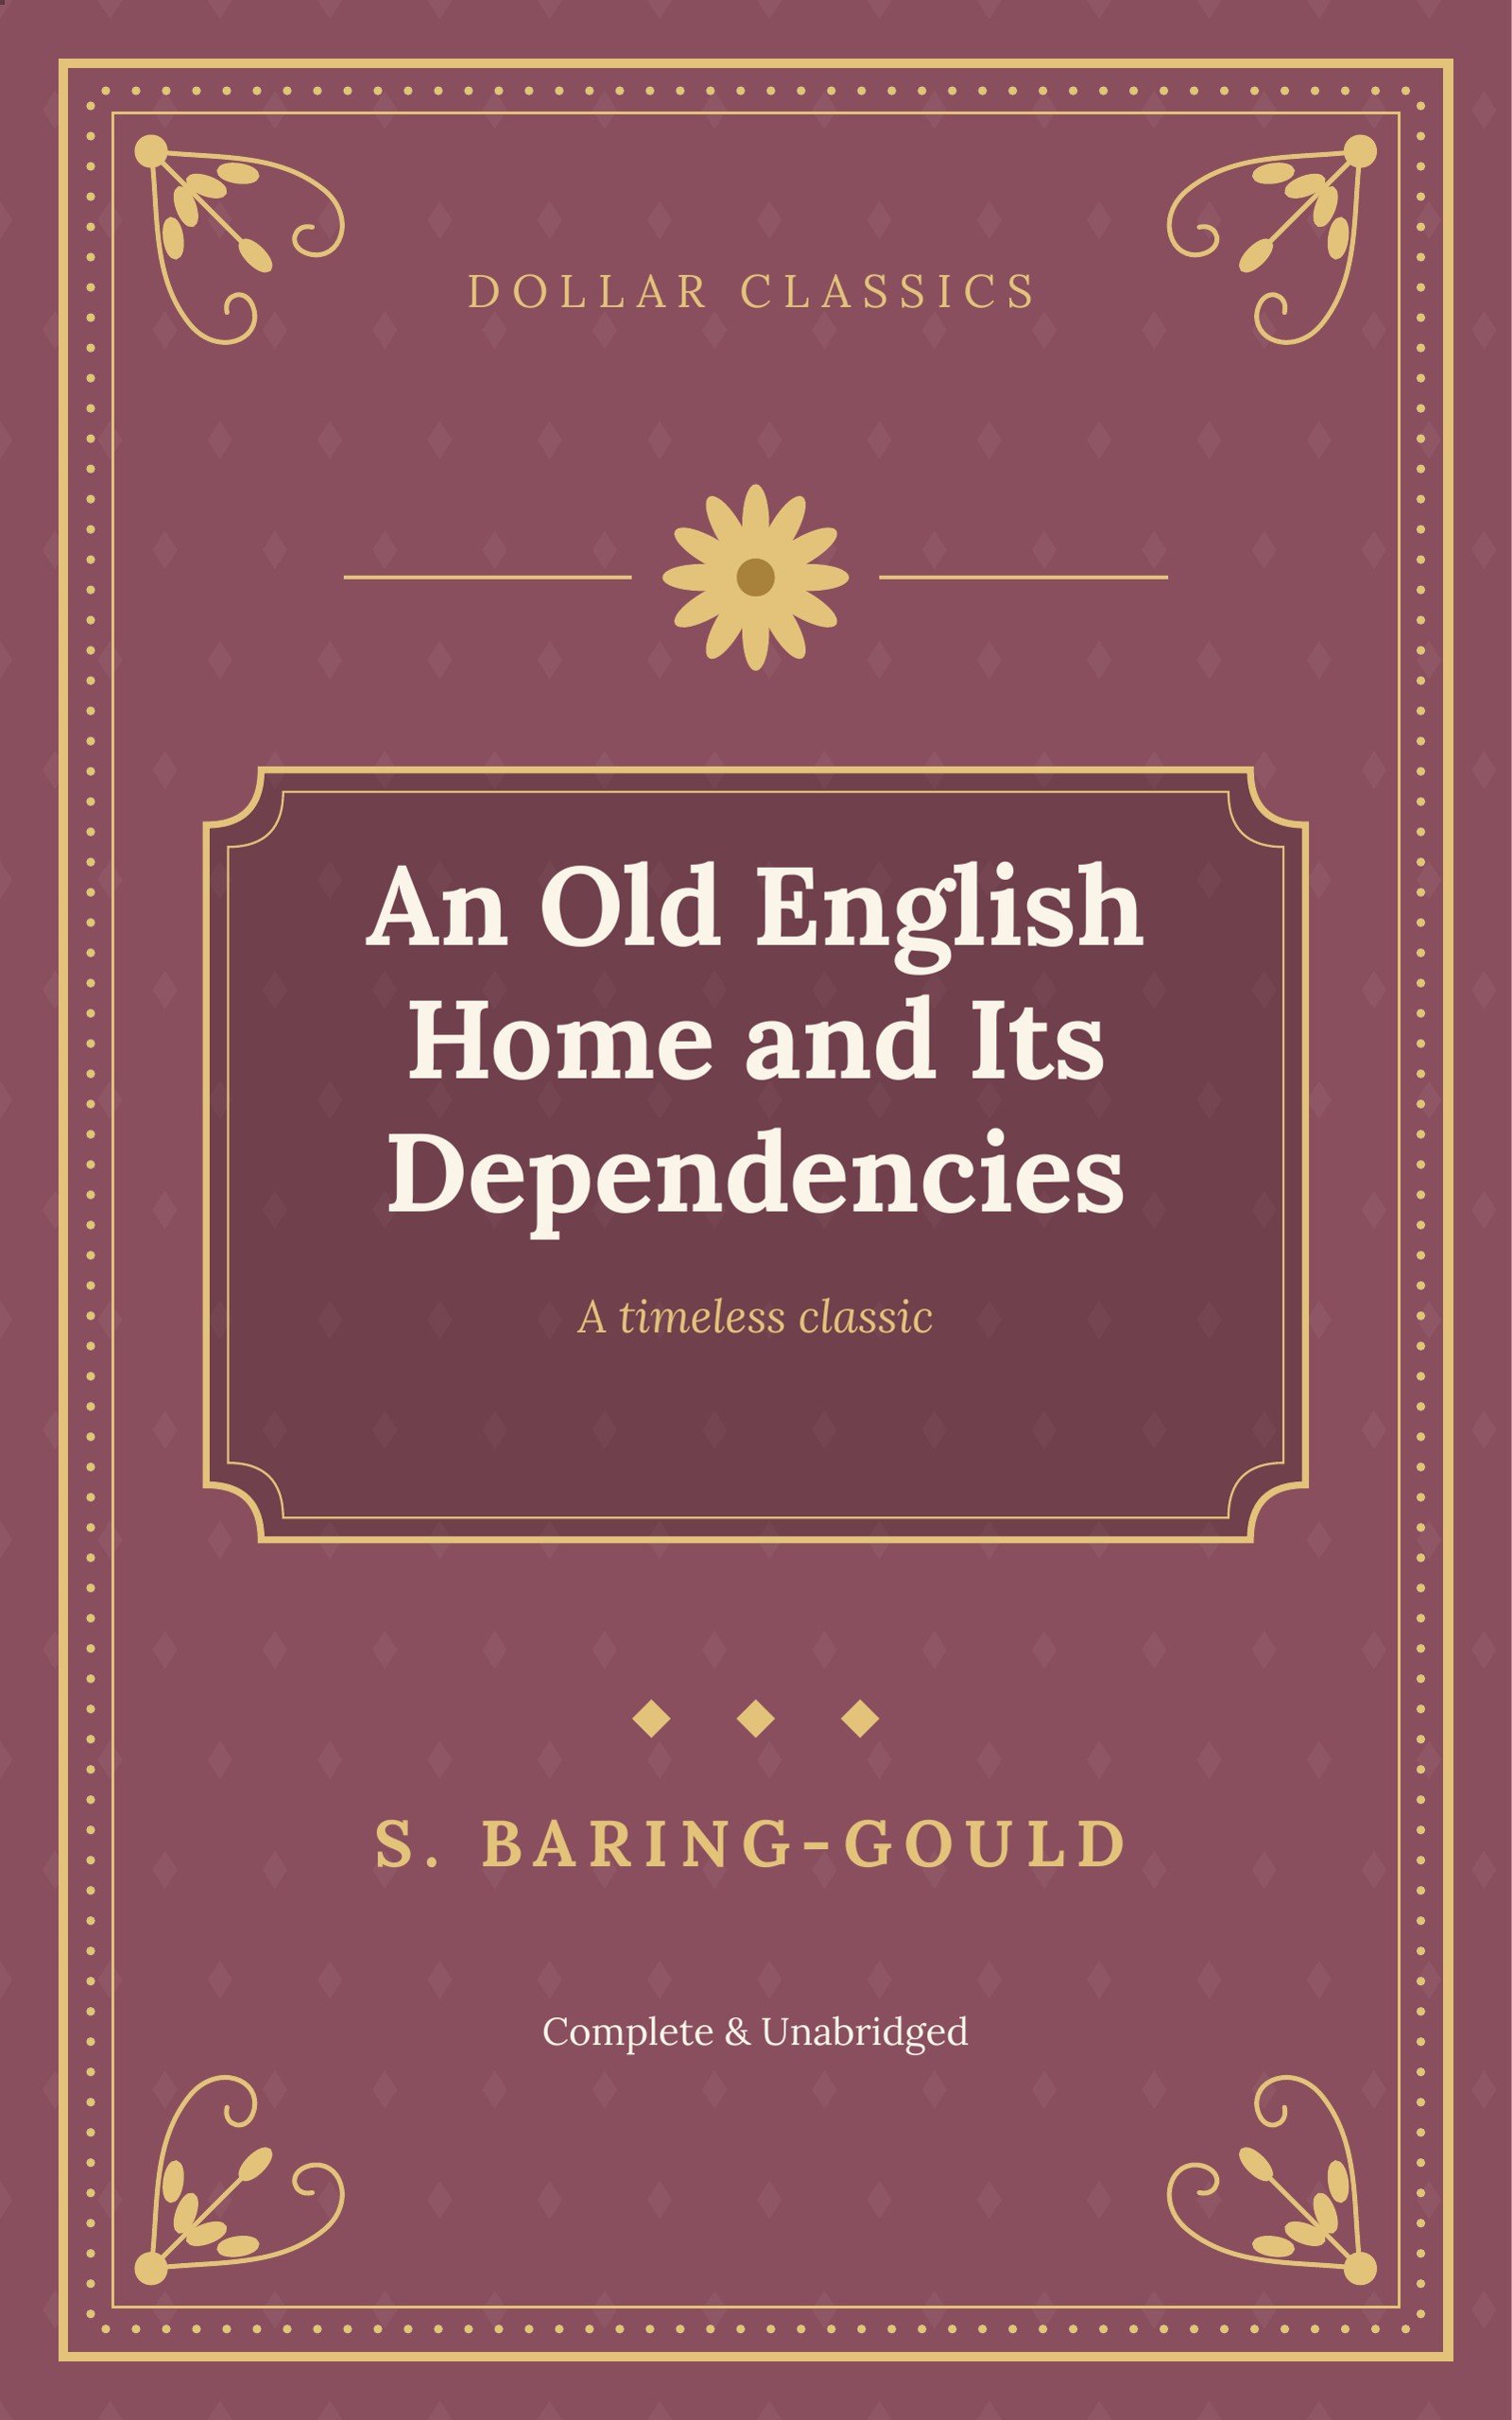 DOLLAR CLASSICS
An Old English
Home and Its
Dependencies
A timeless classic
S. BARING-GOULD
Complete & Unabridged